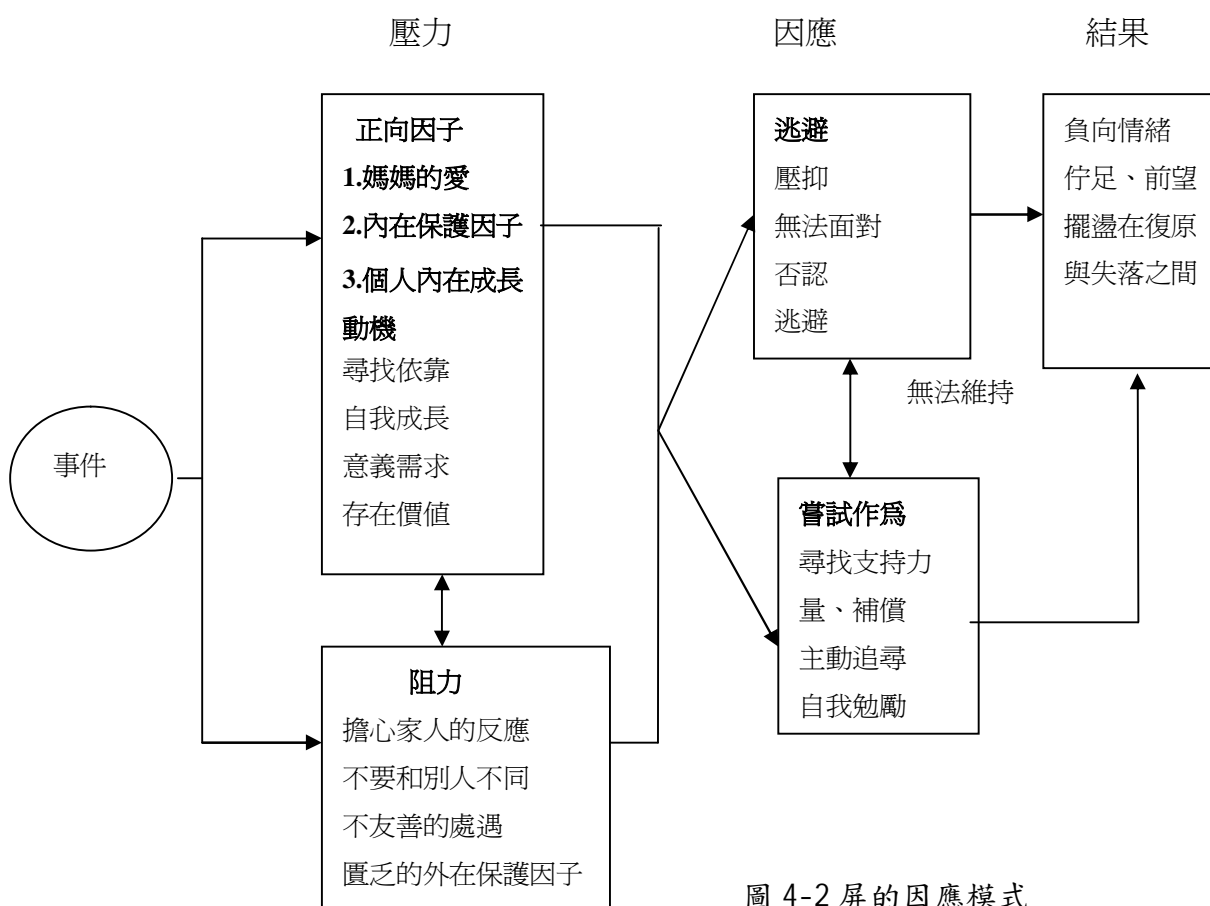 壓力
因應
結果
事件
正向因子
1.媽媽的愛
2.內在保護因子
3.個人內在成長
動機
尋找依靠
自我成長
意義需求
存在價值
阻力
擔心家人的反應
不要和別人不同
不友善的處遇
匱乏的外在保護因子
逃避
壓抑
無法面對
否認
逃避
無法維持
嘗試作為
尋找支持力
量、補償
主動追尋
自我勉勵
負向情緒
佇足、前望
擺盪在復原
與失落之間
圖 4-2 屏的因應模式